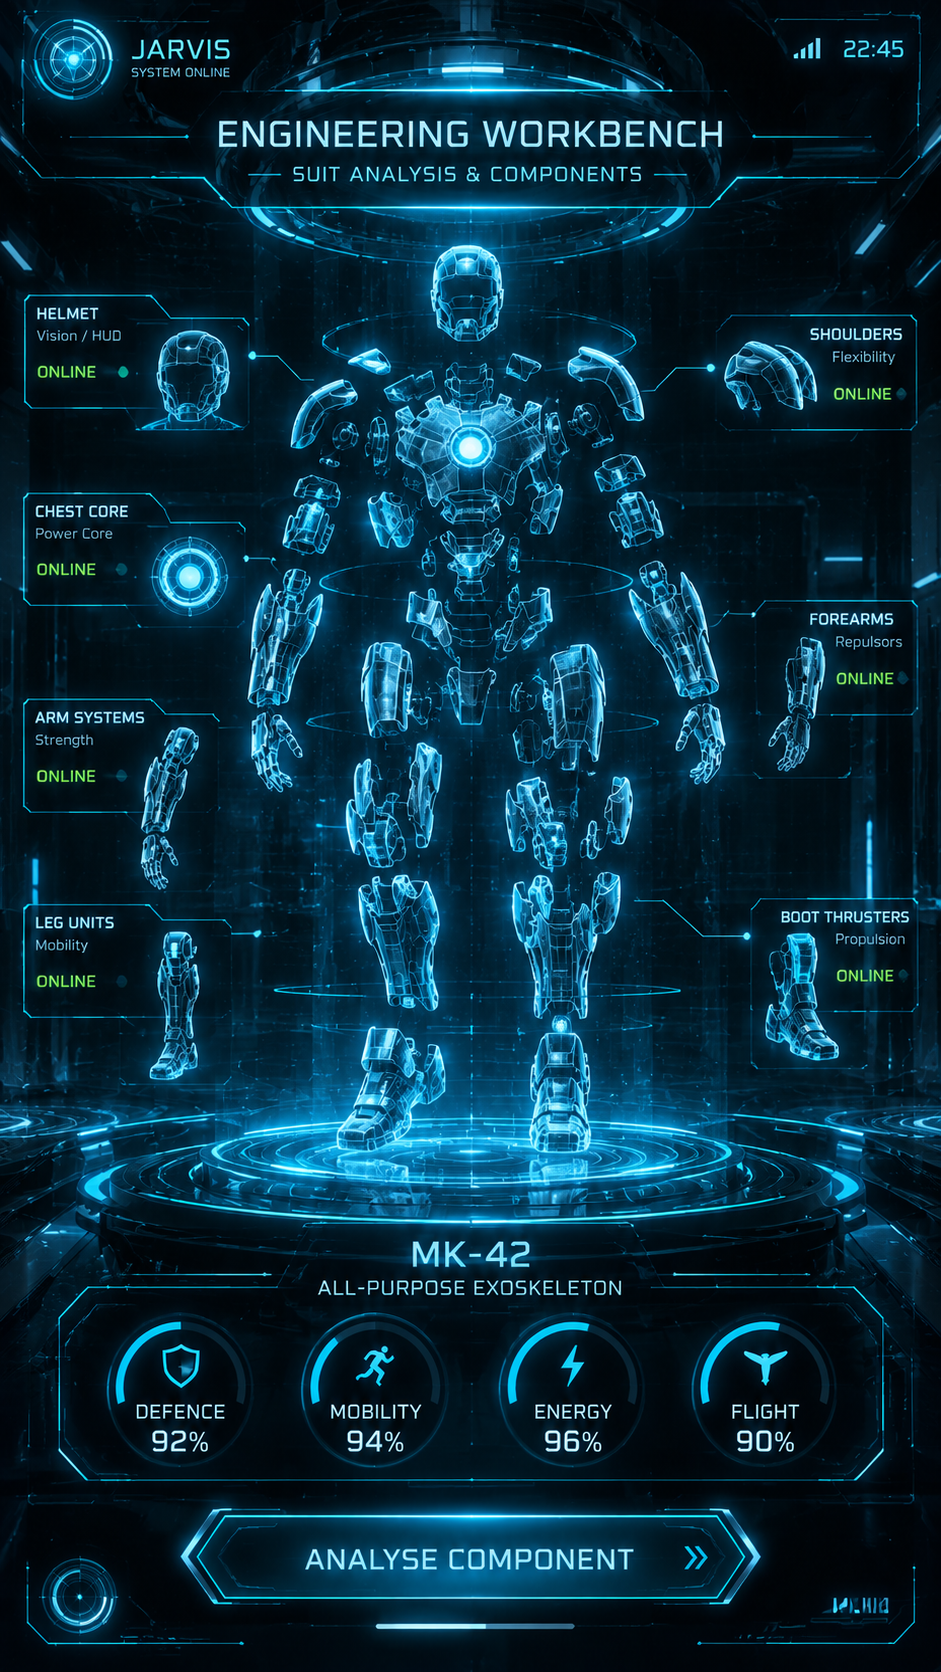 JARVIS
SYSTEM ONLINE
22:45
ENGINEERING WORKBENCH
SUIT ANALYSIS & COMPONENTS
HELMET
Vision / HUD
ONLINE
SHOULDERS
Flexibility
ONLINE
CHEST CORE
Power Core
ONLINE
FOREARMS
Repulsors
ONLINE
ARM SYSTEMS
Strength
ONLINE
LEG UNITS
Mobility
ONLINE
BOOT THRUSTERS
Propulsion
ONLINE
MK-42
ALL-PURPOSE EXOSKELETON
DEFENCE
92%
MOBILITY
94%
ENERGY
96%
FLIGHT
90%
ANALYSE COMPONENT